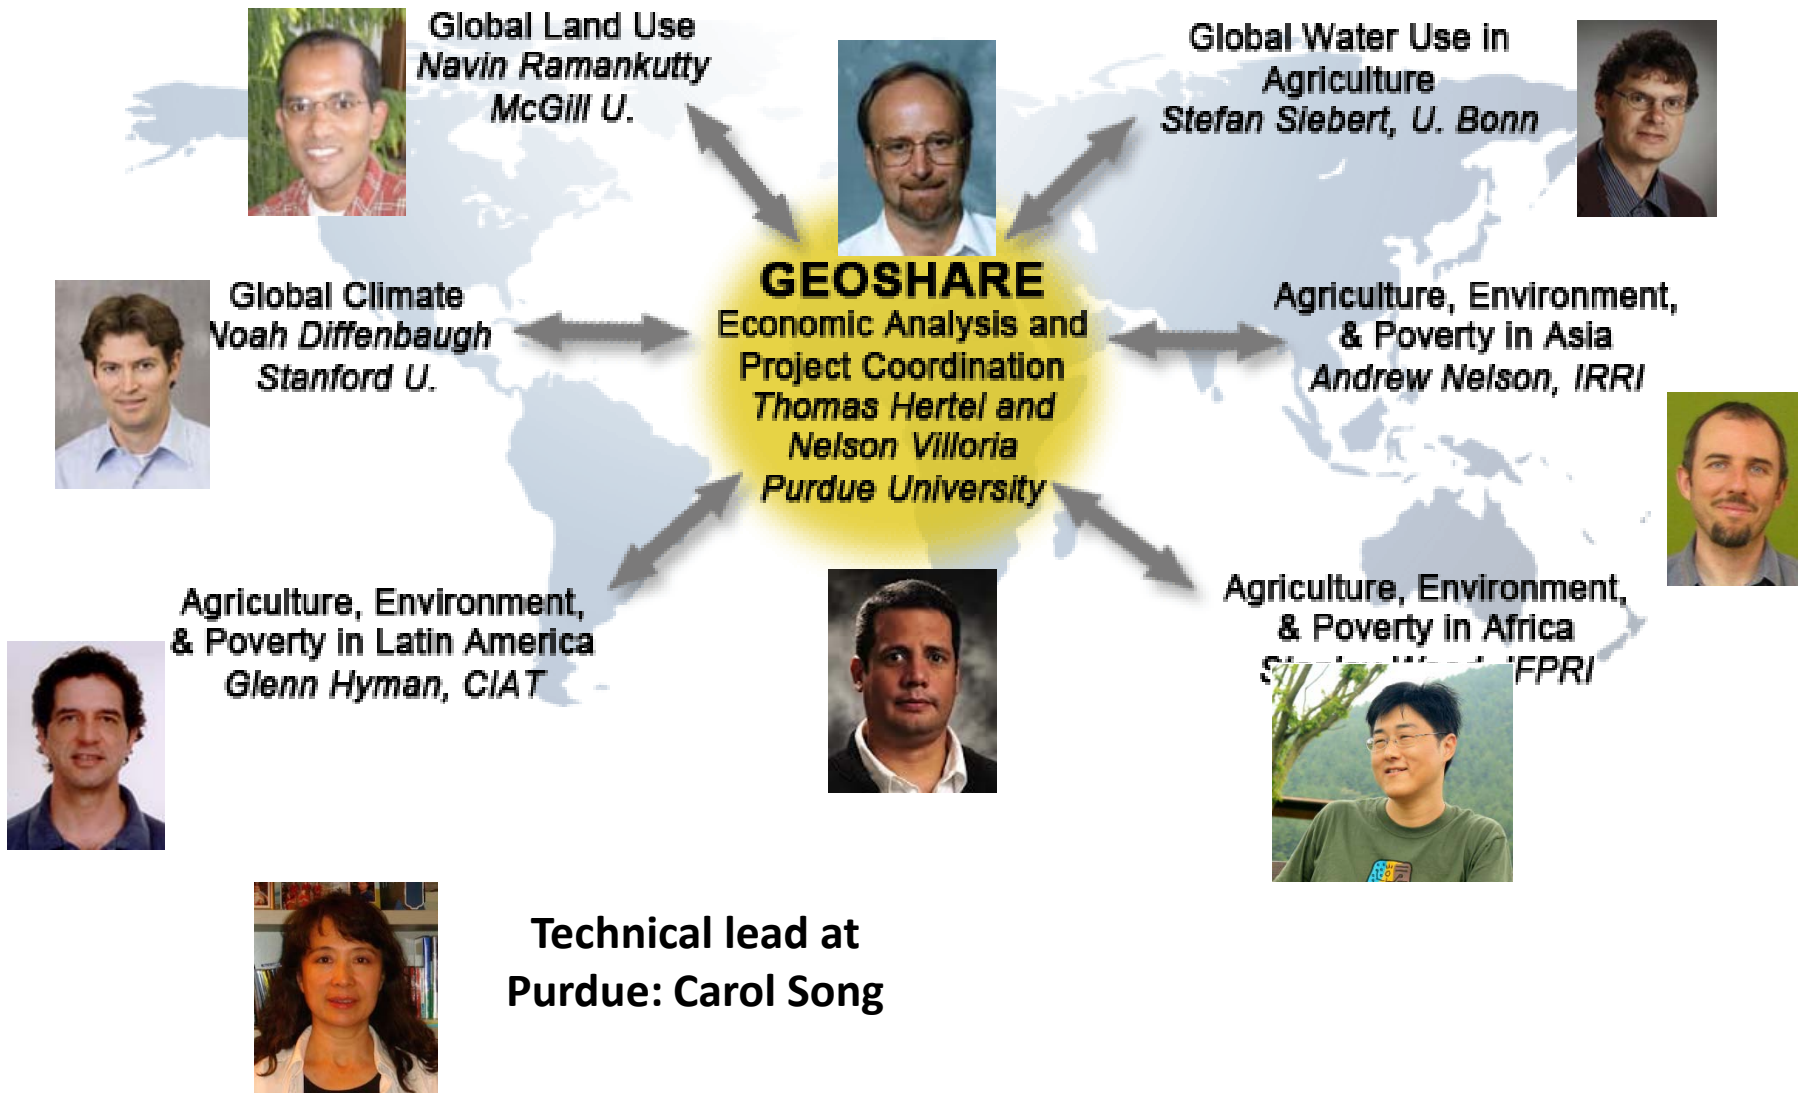 Global Land Use
Navin Ramankutty
McGill U.
Global Water Use in
Agriculture
Stefan Siebert, U. Bonn
GEOSHARE
Economic Analysis and
Project Coordination
Thomas Hertel and
Nelson Villoria
Purdue University
Global Climate
Noah Diffenbaugh
Stanford U.
Agriculture, Environment,
& Poverty in Asia
Andrew Nelson, IRRI
Agriculture, Environment,
& Poverty in Latin America
Glenn Hyman, CIAT
Agriculture, Environment,
& Poverty in Africa
IFPRI
Technical lead at
Purdue: Carol Song